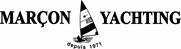 MARÇON YACHTING
depuis 1971